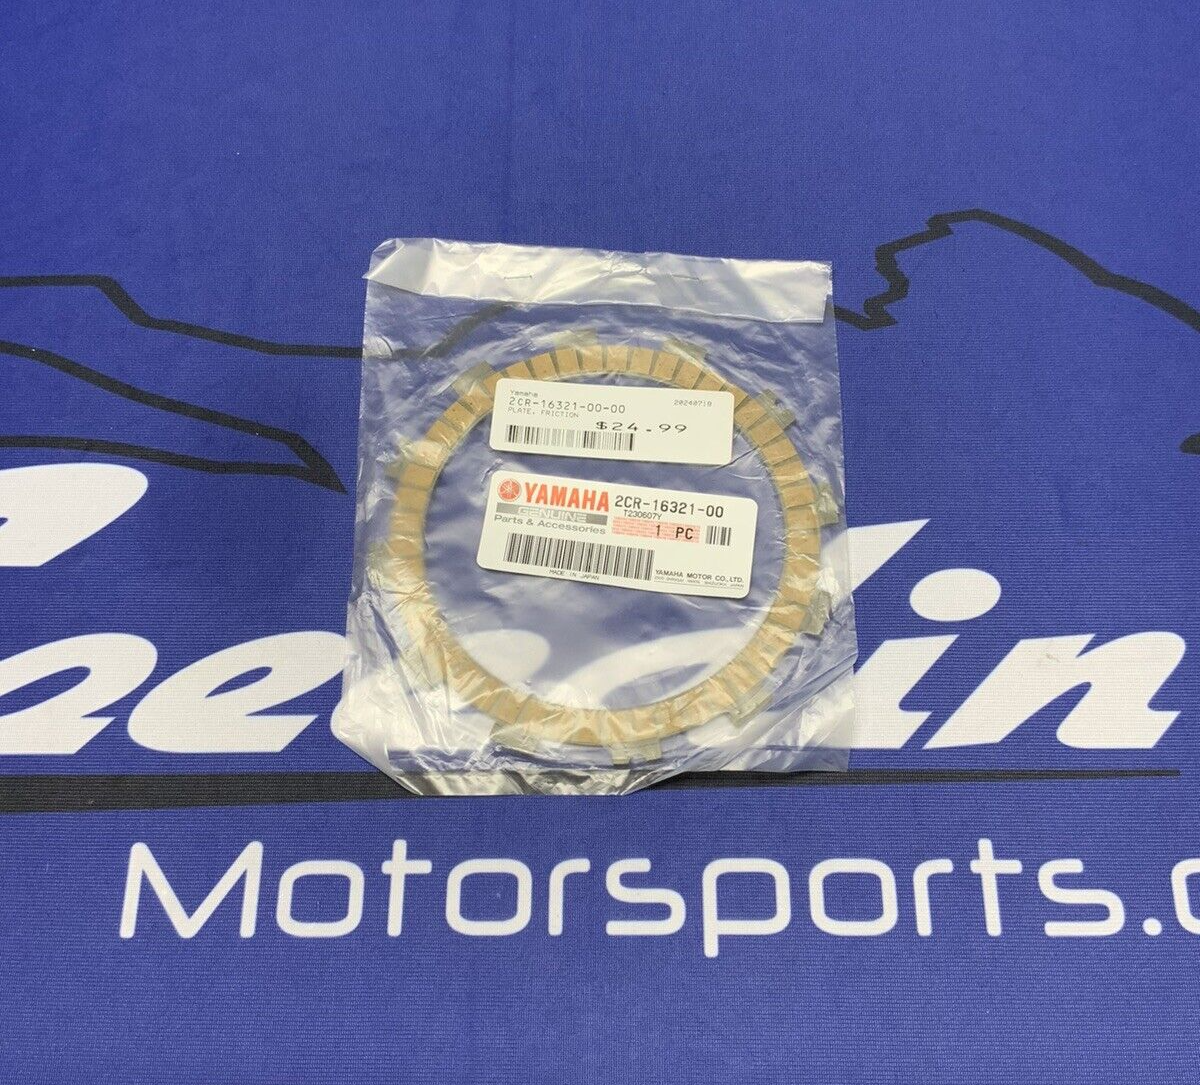 Yamaha
20240718
2CR-16321-00-00
PLATE, FRICTION
$24.99
YAMAHA
2CR-16321-00
GENUINE
T230607Y
Parts & Accessories
1 PC
MADE IN JAPAN
YAMAHA MOTOR CO., LTD.
Motorsports.